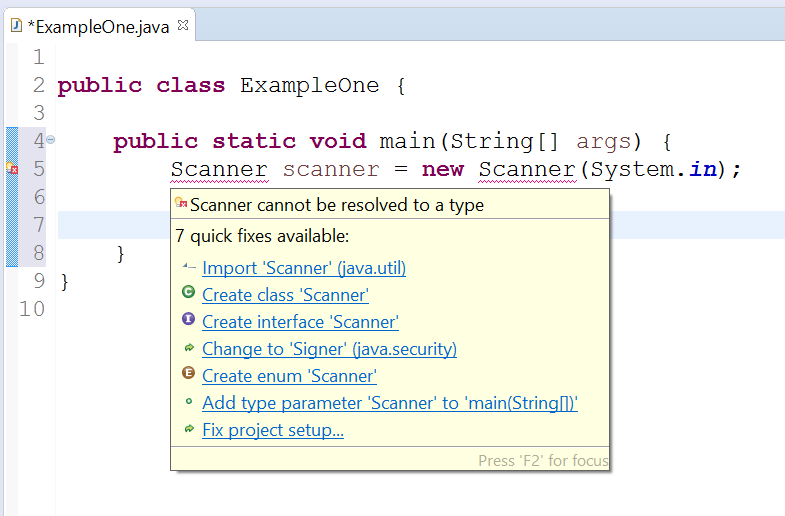 *ExampleOne.java
1
2 public class ExampleOne {
3
4 public static void main(String[] args) {
5 Scanner scanner = new Scanner(System.in);
6
Scanner cannot be resolved to a type
7
7 quick fixes available:
8 }
Import 'Scanner' (java.util)
9 }
Create class 'Scanner'
10
Create interface 'Scanner'
Change to 'Signer' (java.security)
Create enum 'Scanner'
Add type parameter 'Scanner' to 'main(String[])'
Fix project setup...
Press 'F2' for focus